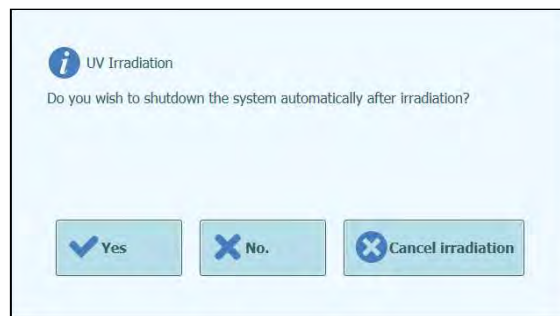 UV Irradiation
Do you wish to shutdown the system automatically after irradiation?
Yes
No.
Cancel irradiation